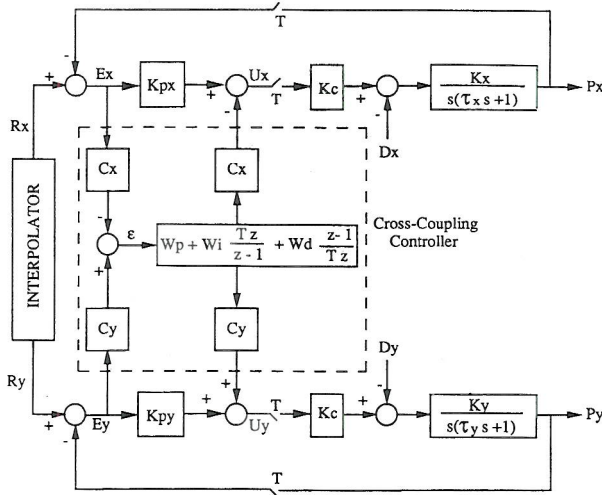 T
-
+
Ex
Kpx
+
Ux
T
Kc
+
Kx
s(τx s+1)
Px
-
-
Rx
Dx
Cx
Cx
INTERPOLATOR
-
ε
+
Wp + Wi Tz
z-1
+ Wd z-1
Tz
Cross-Coupling
Controller
Cy
Cy
Dy
Ry
+
-
+
Ey
Kpy
+
Uy
T
Kc
+
Ky
s(τy s+1)
Py
-
T